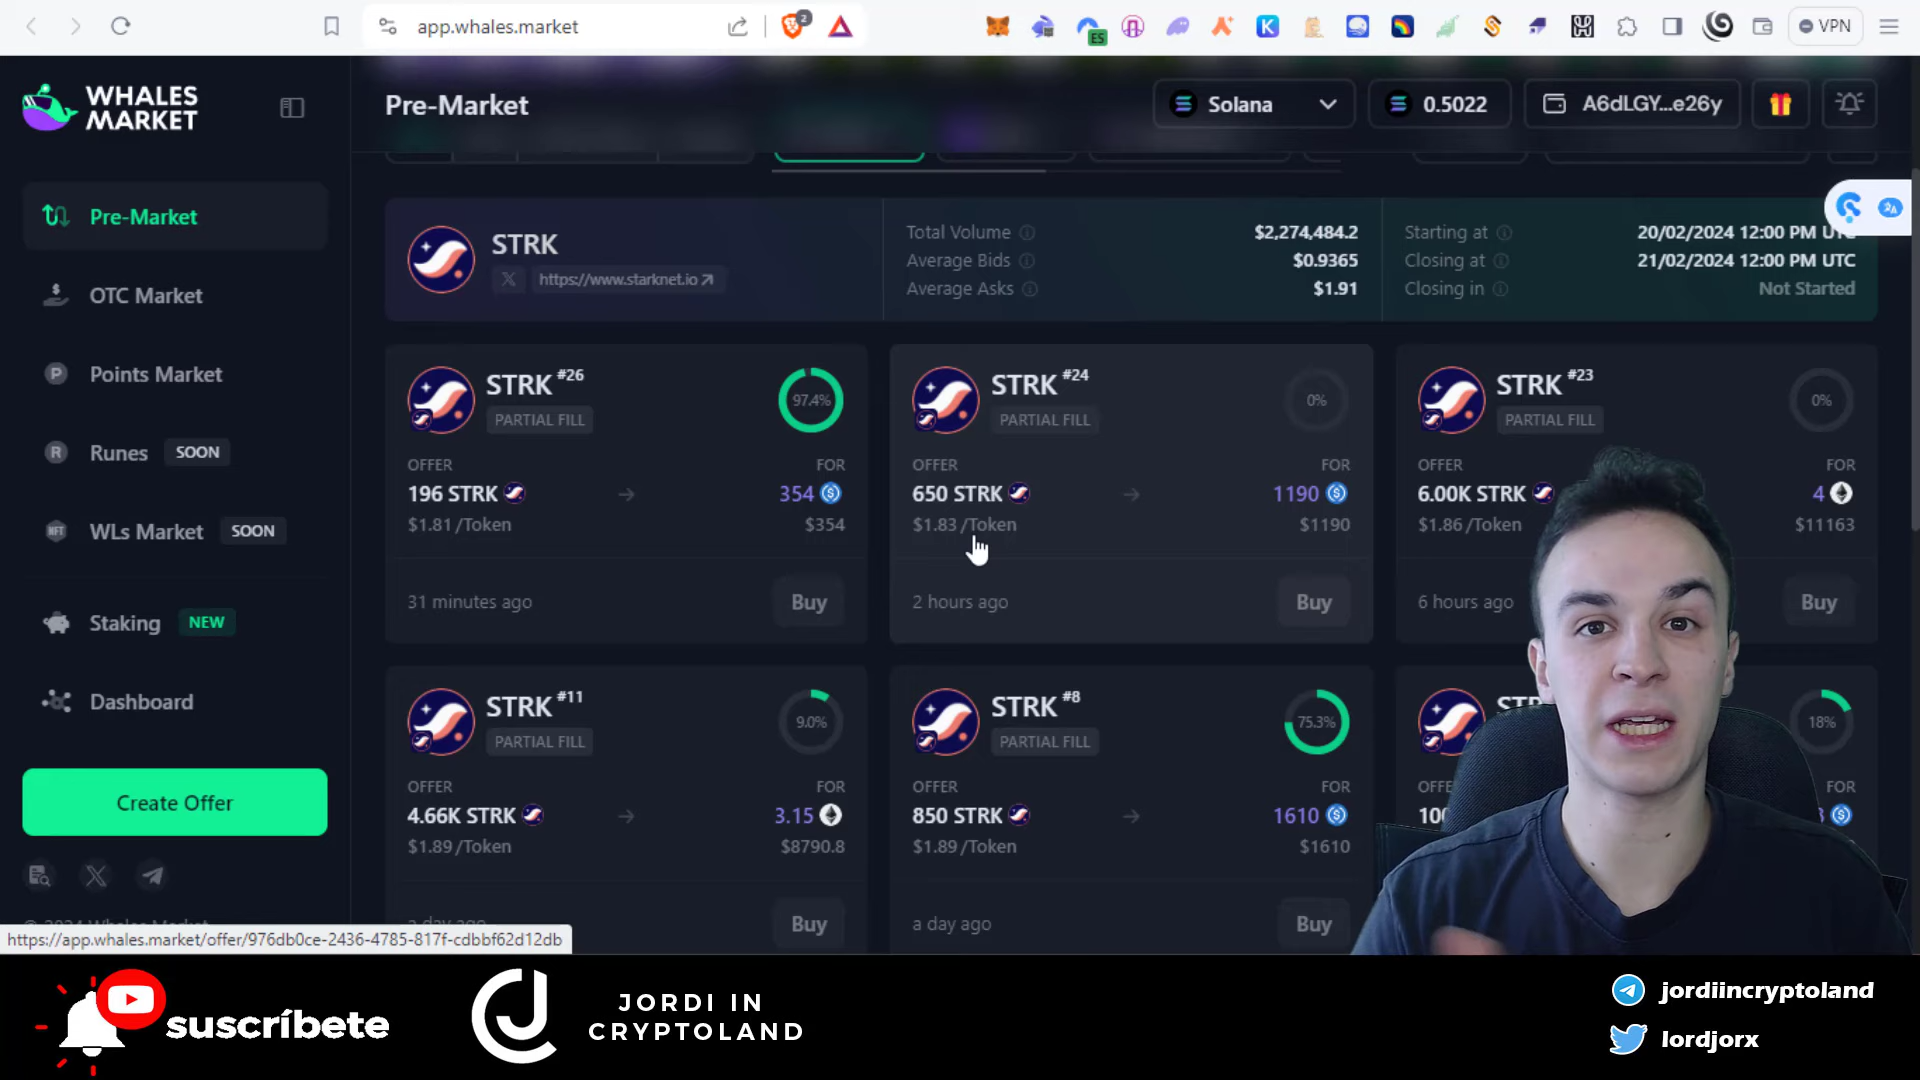 app.whales.market
2
ES
VPN
WHALES
MARKET
Pre-Market
Solana
0.5022
A6dLGY...e26y
Pre-Market
OTC Market
Points Market
Runes SOON
WLs Market SOON
Staking NEW
Dashboard
Create Offer
STRK
https://www.starknet.io
Total Volume $2,274,484.2
Average Bids $0.9365
Average Asks $1.91
Starting at 20/02/2024 12:00 PM UTC
Closing at 21/02/2024 12:00 PM UTC
Closing in Not Started
STRK #26
PARTIAL FILL
97.4%
OFFER FOR
196 STRK 354
$1.81 /Token $354
31 minutes ago Buy
STRK #24
PARTIAL FILL
0%
OFFER FOR
650 STRK 1190
$1.83 /Token $1190
2 hours ago Buy
STRK #23
PARTIAL FILL
0%
OFFER FOR
6.00K STRK 4
$1.86 /Token $11163
6 hours ago Buy
STRK #11
PARTIAL FILL
9.0%
OFFER FOR
4.66K STRK 3.15
$1.89 /Token $8790.8
a day ago Buy
STRK #8
PARTIAL FILL
75.3%
OFFER FOR
850 STRK 1610
$1.89 /Token $1610
a day ago Buy
18%
https://app.whales.market/offer/976db0ce-2436-4785-817f-cdbbf62d12db
suscríbete
JORDI IN
CRYPTOLAND
jordiincryptoland
lordjorx